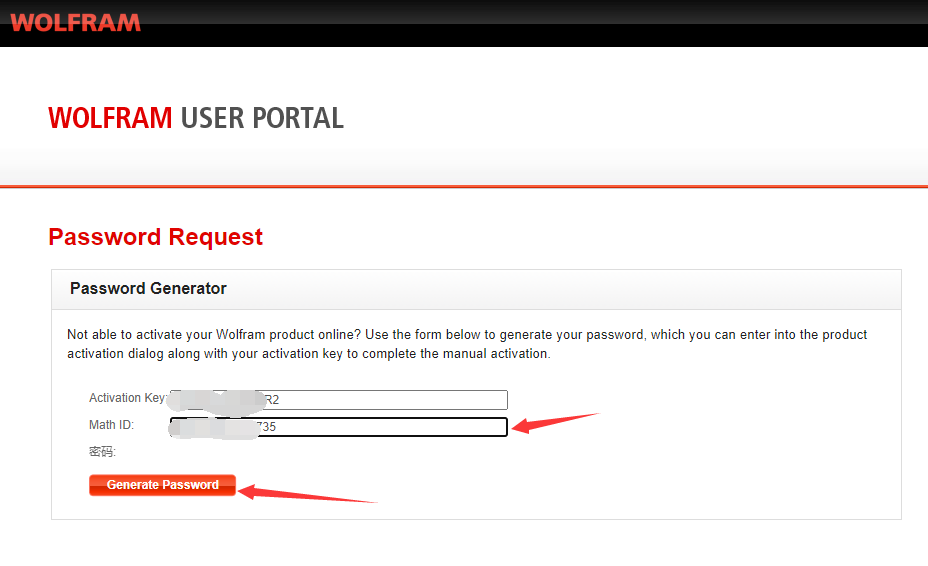 WOLFRAM
WOLFRAM USER PORTAL
Password Request
Password Generator
Not able to activate your Wolfram product online? Use the form below to generate your password, which you can enter into the product
activation dialog along with your activation key to complete the manual activation.
Activation Key: R2
Math ID: 735
密码:
Generate Password